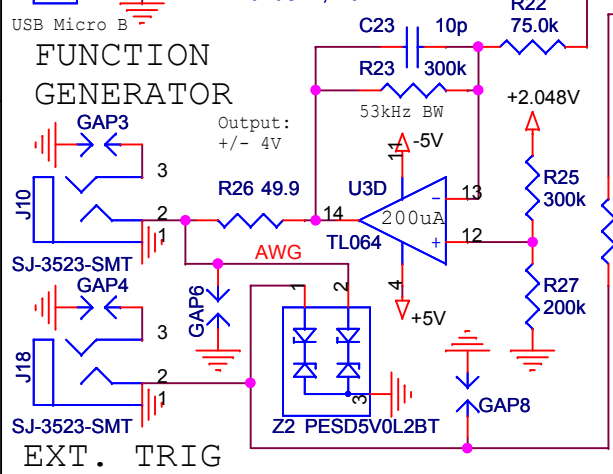 R22
75.0k
USB Micro B
C23 10p
FUNCTION
GENERATOR
R23 300k
53kHz BW
+2.048V
GAP3
Output:
+/- 4V
-5V
11
3
J10
R26 49.9
U3D
13
R25
300k
2
14
200uA
1
TL064
12
SJ-3523-SMT
AWG
GAP4
4
R27
200k
GAP6
1
2
+5V
3
J18
2
1
3
GAP8
SJ-3523-SMT
Z2 PESD5V0L2BT
EXT. TRIG